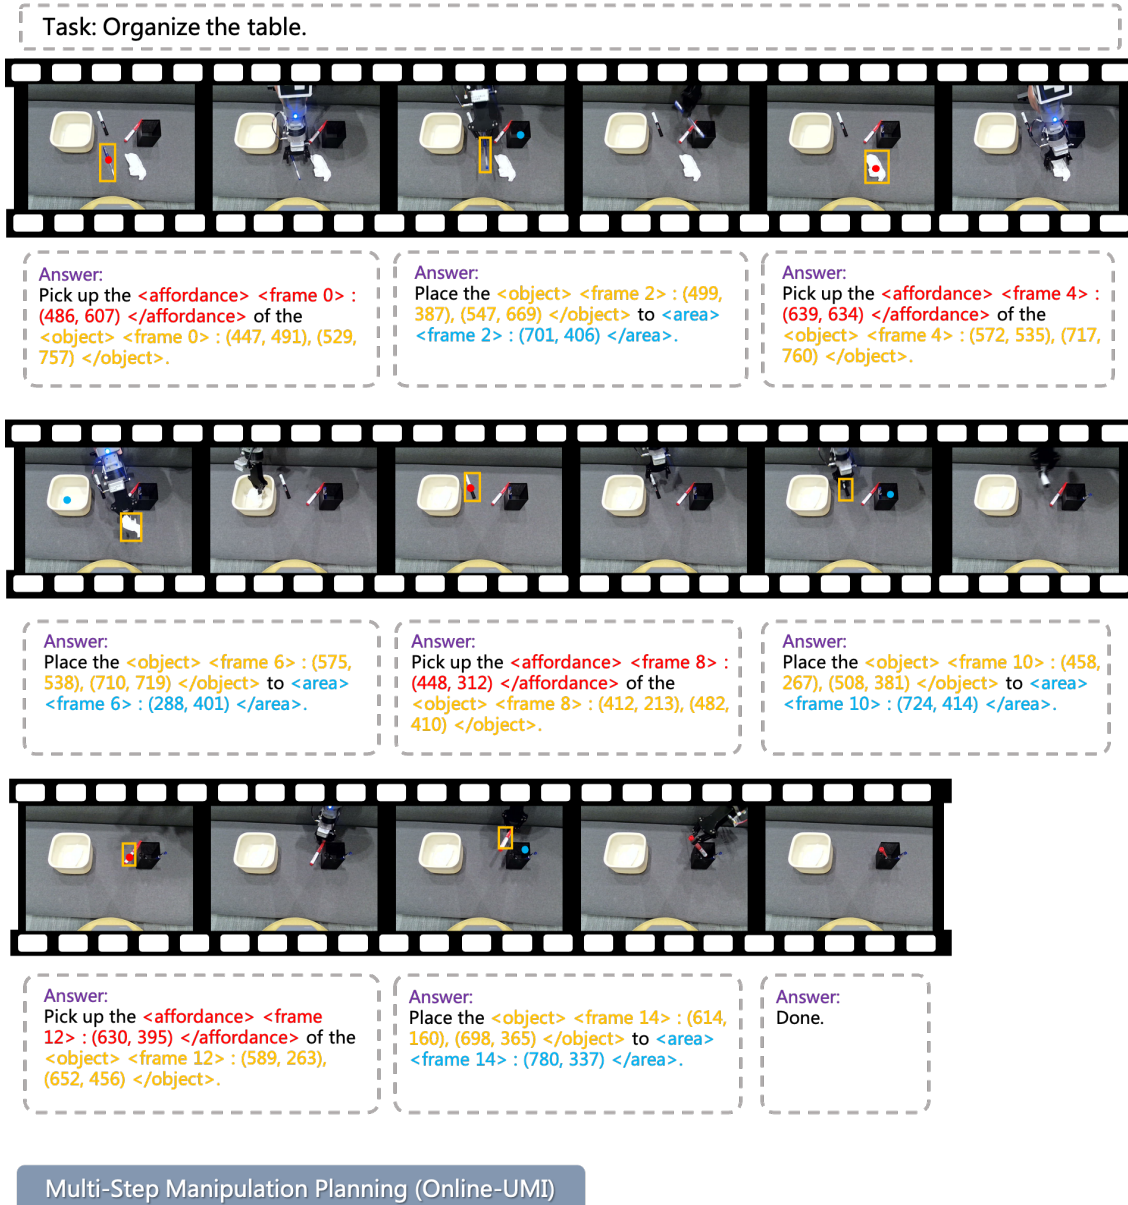 Task: Organize the table.
Answer:
Pick up the <affordance> <frame 0> :
(486, 607) </affordance> of the
<object> <frame 0> : (447, 491), (529,
757) </object>.
Answer:
Place the <object> <frame 2> : (499,
387), (547, 669) </object> to <area>
<frame 2> : (701, 406) </area>.
Answer:
Pick up the <affordance> <frame 4> :
(639, 634) </affordance> of the
<object> <frame 4> : (572, 535), (717,
760) </object>.
Answer:
Place the <object> <frame 6> : (575,
538), (710, 719) </object> to <area>
<frame 6> : (288, 401) </area>.
Answer:
Pick up the <affordance> <frame 8> :
(448, 312) </affordance> of the
<object> <frame 8> : (412, 213), (482,
410) </object>.
Answer:
Place the <object> <frame 10> : (458,
267), (508, 381) </object> to <area>
<frame 10> : (724, 414) </area>.
Answer:
Pick up the <affordance> <frame
12> : (630, 395) </affordance> of the
<object> <frame 12> : (589, 263),
(652, 456) </object>.
Answer:
Place the <object> <frame 14> : (614,
160), (698, 365) </object> to <area>
<frame 14> : (780, 337) </area>.
Answer:
Done.
Multi-Step Manipulation Planning (Online-UMI)